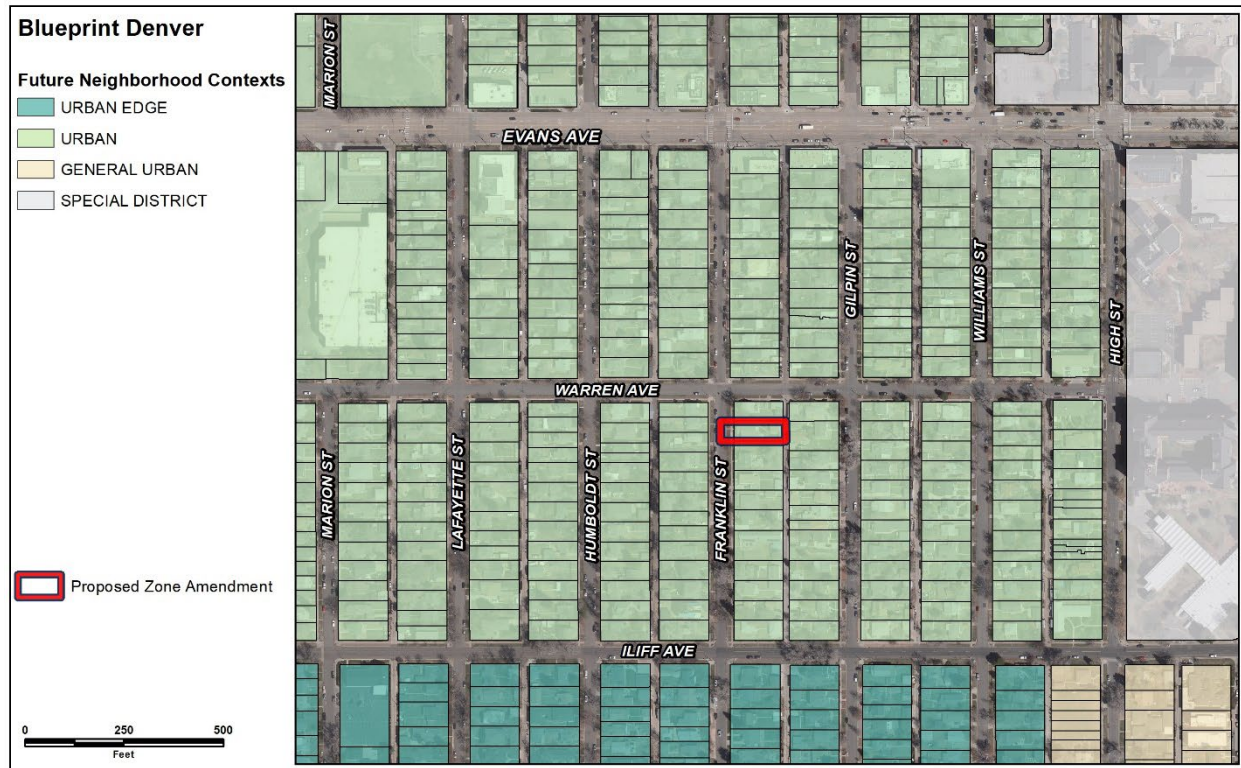 Blueprint Denver
Future Neighborhood Contexts
URBAN EDGE
URBAN
GENERAL URBAN
SPECIAL DISTRICT
Proposed Zone Amendment
0 250 500
Feet
MARION ST
EVANS AVE
GILPIN ST
WILLIAMS ST
HIGH ST
WARREN AVE
MARION ST
LAFAYETTE ST
HUMBOLDT ST
FRANKLIN ST
ILIFF AVE